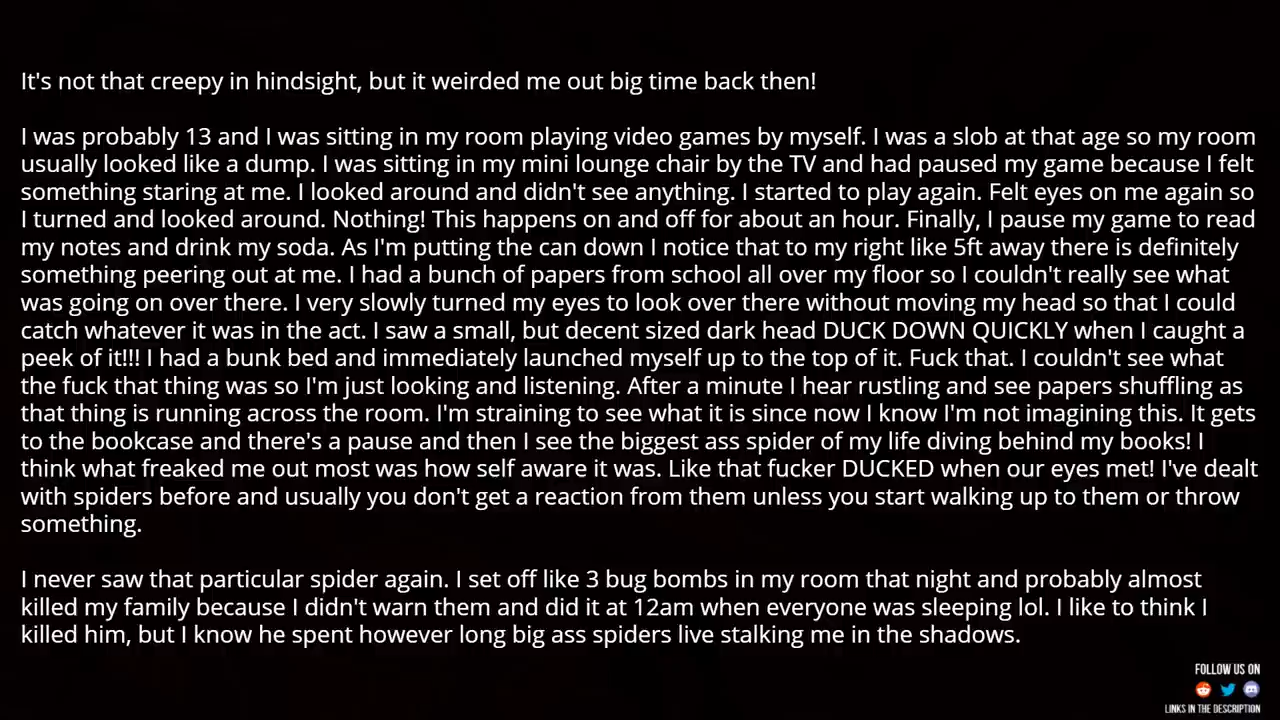 It's not that creepy in hindsight, but it weirded me out big time back then!
I was probably 13 and I was sitting in my room playing video games by myself. I was a slob at that age so my room
usually looked like a dump. I was sitting in my mini lounge chair by the TV and had paused my game because I felt
something staring at me. I looked around and didn't see anything. I started to play again. Felt eyes on me again so
I turned and looked around. Nothing! This happens on and off for about an hour. Finally, I pause my game to read
my notes and drink my soda. As I'm putting the can down I notice that to my right like 5ft away there is definitely
something peering out at me. I had a bunch of papers from school all over my floor so I couldn't really see what
was going on over there. I very slowly turned my eyes to look over there without moving my head so that I could
catch whatever it was in the act. I saw a small, but decent sized dark head DUCK DOWN QUICKLY when I caught a
peek of it!!! I had a bunk bed and immediately launched myself up to the top of it. Fuck that. I couldn't see what
the fuck that thing was so I'm just looking and listening. After a minute I hear rustling and see papers shuffling as
that thing is running across the room. I'm straining to see what it is since now I know I'm not imagining this. It gets
to the bookcase and there's a pause and then I see the biggest ass spider of my life diving behind my books! I
think what freaked me out most was how self aware it was. Like that fucker DUCKED when our eyes met! I've dealt
with spiders before and usually you don't get a reaction from them unless you start walking up to them or throw
something.
I never saw that particular spider again. I set off like 3 bug bombs in my room that night and probably almost
killed my family because I didn't warn them and did it at 12am when everyone was sleeping lol. I like to think I
killed him, but I know he spent however long big ass spiders live stalking me in the shadows.
FOLLOW US ON
LINKS IN THE DESCRIPTION